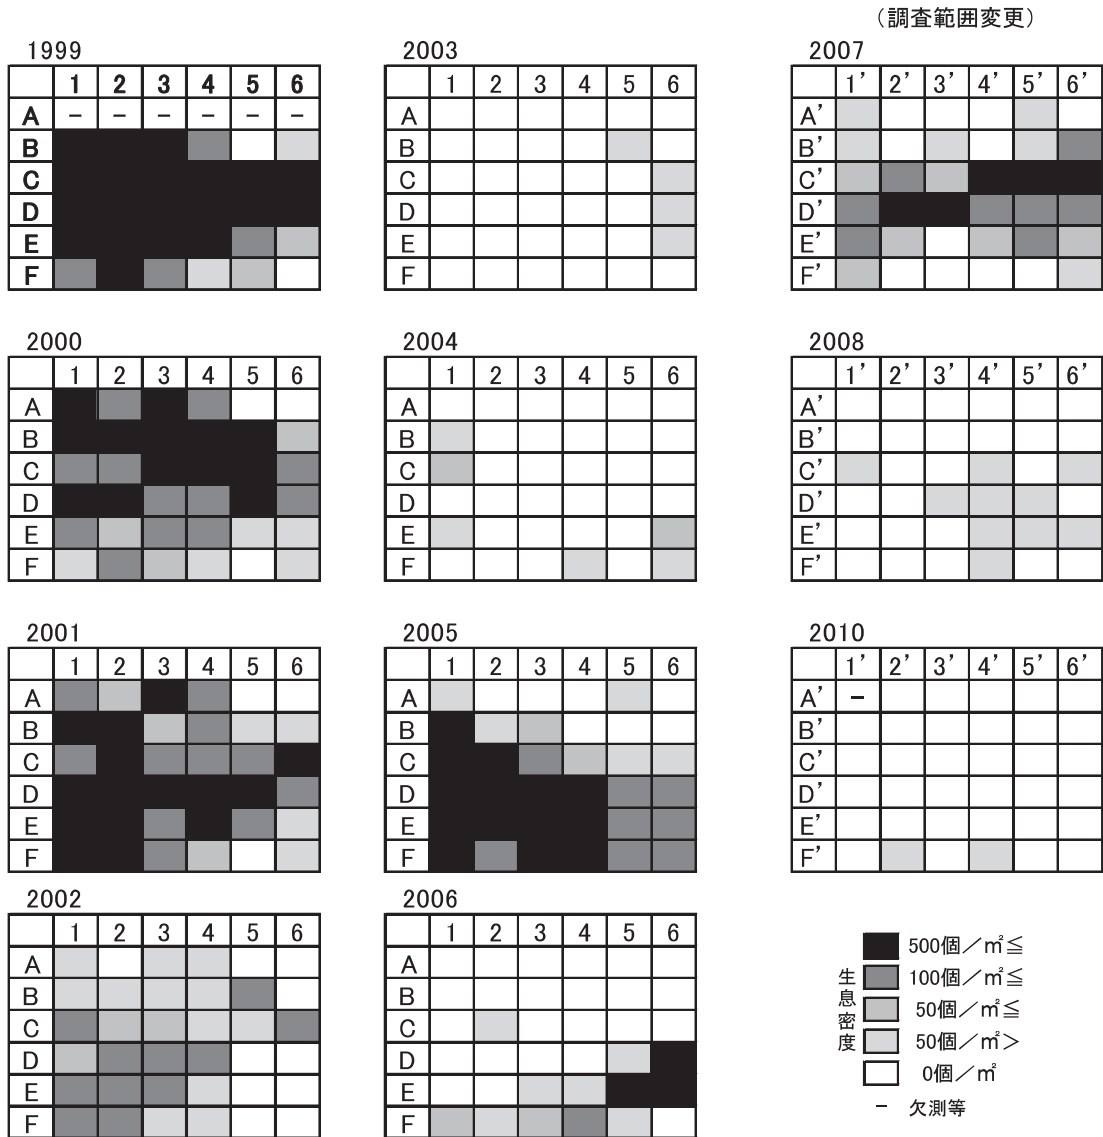 1999
1 2 3 4 5 6
A － － － － － －
B
C
D
E
F
2000
1 2 3 4 5 6
A
B
C
D
E
F
2001
1 2 3 4 5 6
A
B
C
D
E
F
2002
1 2 3 4 5 6
A
B
C
D
E
F
2003
1 2 3 4 5 6
A
B
C
D
E
F
2004
1 2 3 4 5 6
A
B
C
D
E
F
2005
1 2 3 4 5 6
A
B
C
D
E
F
2006
1 2 3 4 5 6
A
B
C
D
E
F
（調査範囲変更）
2007
1’ 2’ 3’ 4’ 5’ 6’
A’
B’
C’
D’
E’
F’
2008
1’ 2’ 3’ 4’ 5’ 6’
A’
B’
C’
D’
E’
F’
2010
1’ 2’ 3’ 4’ 5’ 6’
A’ －
B’
C’
D’
E’
F’
生息密度
500個／㎡≦
100個／㎡≦
50個／㎡≦
50個／㎡＞
0個／㎡
－ 欠測等